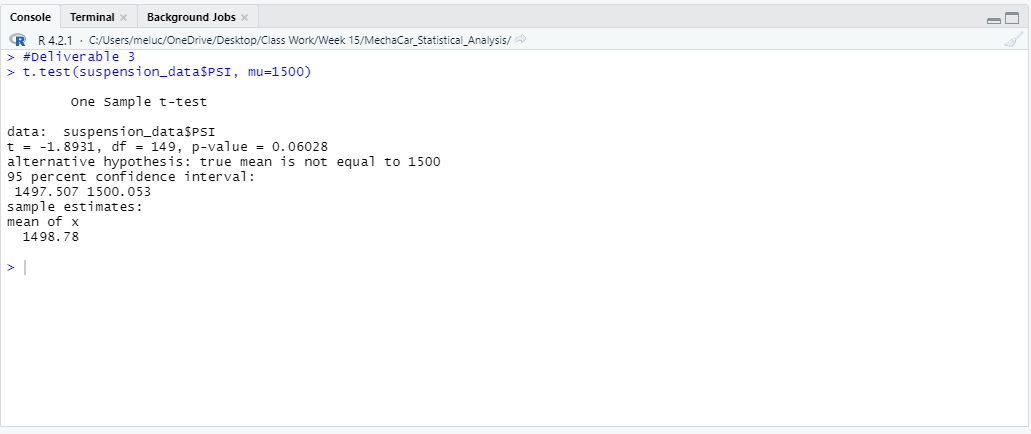 Console Terminal Background Jobs
R 4.2.1 · C:/Users/meluc/OneDrive/Desktop/Class Work/Week 15/MechaCar_Statistical_Analysis/
> #Deliverable 3
> t.test(suspension_data$PSI, mu=1500)
One Sample t-test
data:  suspension_data$PSI
t = -1.8931, df = 149, p-value = 0.06028
alternative hypothesis: true mean is not equal to 1500
95 percent confidence interval:
1497.507 1500.053
sample estimates:
mean of x
1498.78
>